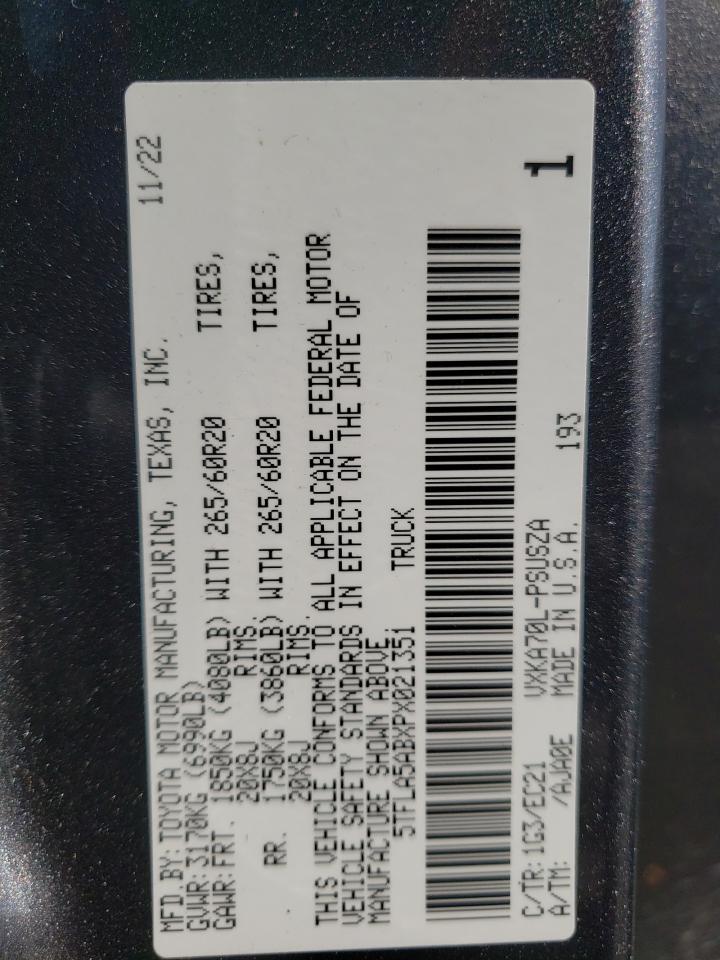 MFD.BY: TOYOTA MOTOR MANUFACTURING, TEXAS, INC. 11/22
GVWR: 3170KG (6990LB)
GAWR: FRT. 1850KG (4080LB) WITH 265/60R20 TIRES,
20X8J RIMS.
RR. 1750KG (3860LB) WITH 265/60R20 TIRES,
20X8J RIMS.
THIS VEHICLE CONFORMS TO ALL APPLICABLE FEDERAL MOTOR
VEHICLE SAFETY STANDARDS IN EFFECT ON THE DATE OF
MANUFACTURE SHOWN ABOVE.
5TFLA5ABXPX021351 TRUCK
C/TR: 1G3/EC21 VXKA70L-PSUSZA 1
A/TM: /AJA0E MADE IN U.S.A. 193